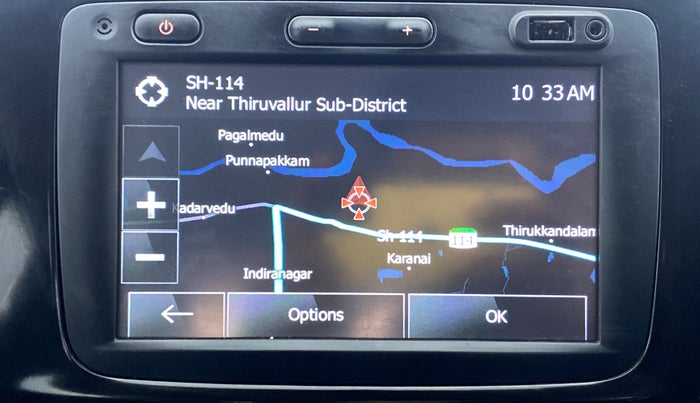 SH-114
Near Thiruvallur Sub-District
10 33 AM
Pagalmedu
Punnapakkam
Kadarvedu
Sh 114
114
Thirukkandalam
Karanai
Indiranagar
Options
OK